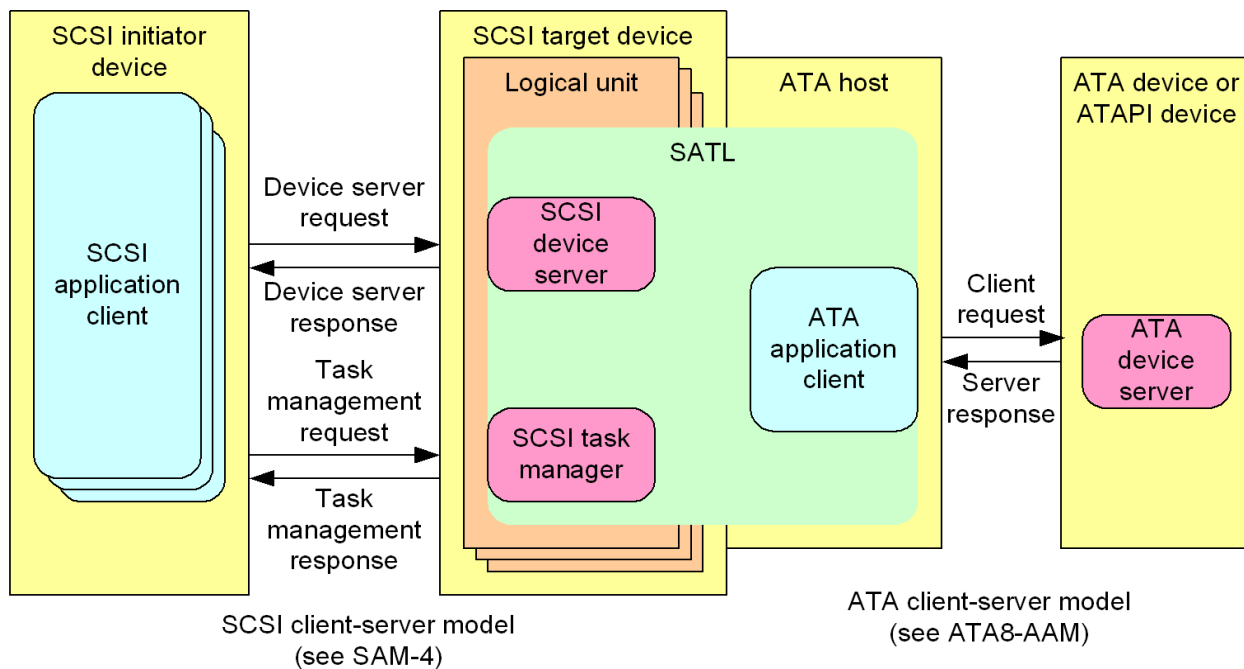 SCSI initiator
device
SCSI application
client
Device server
request
Device server
response
Task
management
request
Task
management
response
SCSI target device
Logical unit
ATA host
SATL
SCSI
device
server
SCSI task
manager
ATA
application
client
Client
request
Server
response
ATA device or
ATAPI device
ATA
device
server
SCSI client-server model
(see SAM-4)
ATA client-server model
(see ATA8-AAM)